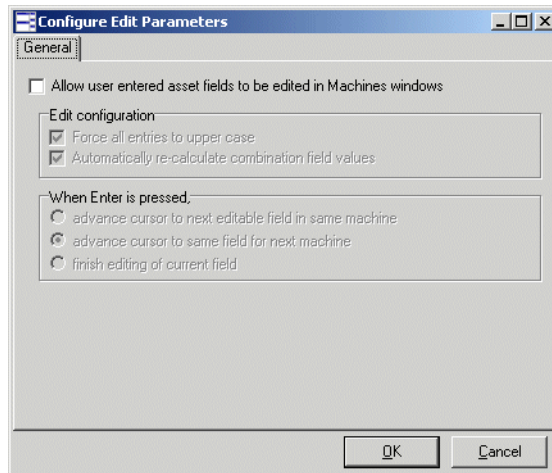 Configure Edit Parameters
General
Allow user entered asset fields to be edited in Machines windows
Edit configuration
Force all entries to upper case
Automatically re-calculate combination field values
When Enter is pressed,
advance cursor to next editable field in same machine
advance cursor to same field for next machine
finish editing of current field
OK Cancel